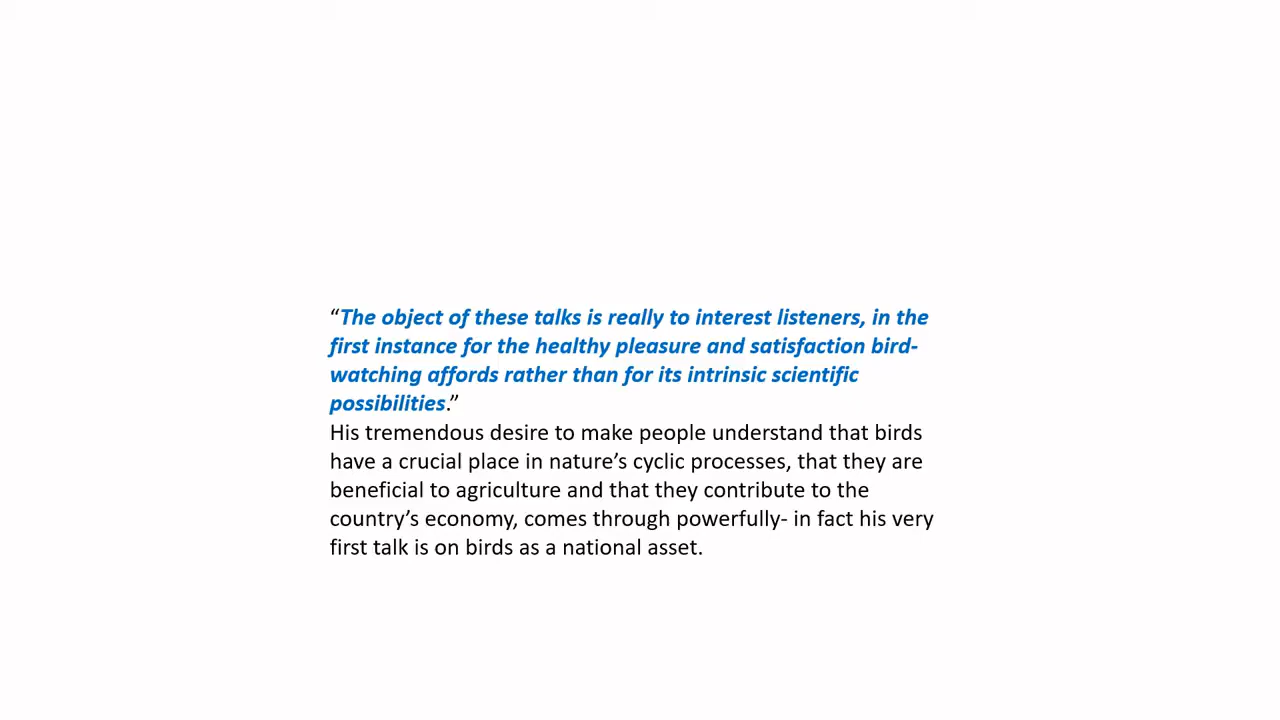 “The object of these talks is really to interest listeners, in the
first instance for the healthy pleasure and satisfaction bird-
watching affords rather than for its intrinsic scientific
possibilities.”
His tremendous desire to make people understand that birds
have a crucial place in nature’s cyclic processes, that they are
beneficial to agriculture and that they contribute to the
country’s economy, comes through powerfully- in fact his very
first talk is on birds as a national asset.